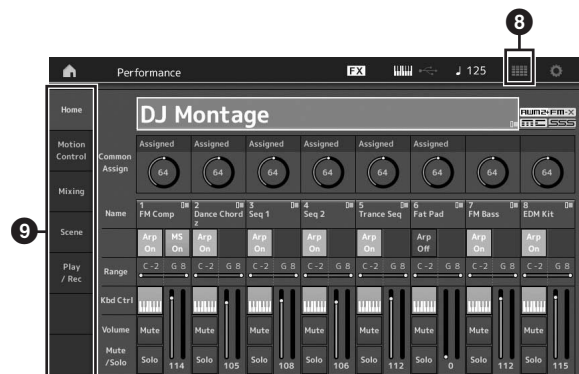 8
Performance FX 125
Home
DJ Montage
AWM2+FM-X
Motion Control
Common Assign
Assigned Assigned Assigned Assigned Assigned Assigned
64 64 64 64 64 64 64 64
Mixing
Name
1 FM Comp
2 Dance Chordz
3 Seq 1
4 Seq 2
5 Trance Seq
6 Fat Pad
7 FM Bass
8 EDM Kit
9
Scene
Arp On MS On Arp On Arp On Arp On Arp On Arp Off Arp On Arp On
Play / Rec
Range
C -2 G 8 C -2 G 8 C -2 G 8 C -2 G 8 C -2 G 8 C -2 G 8 C -2 G 8 C -2 G 8
Kbd Ctrl
Volume
Mute Mute Mute Mute Mute Mute Mute Mute
Mute /Solo
Solo 114 Solo 105 Solo 108 Solo 106 Solo 112 Solo 0 Solo 112 Solo 115